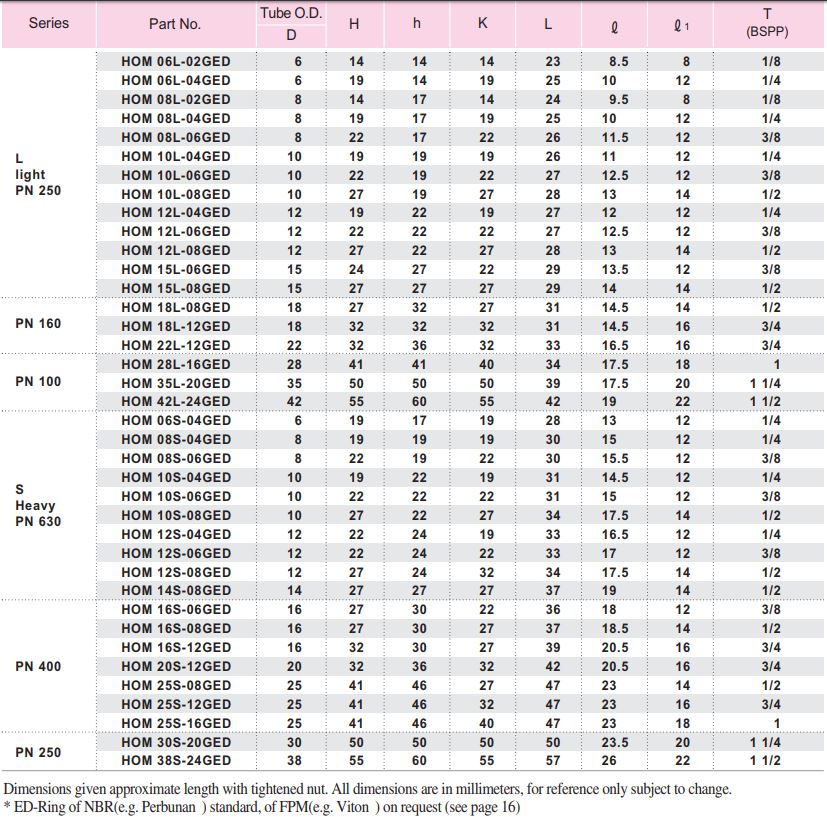 Series Part No. Tube O.D. D H h K L ℓ ℓ 1 T (BSPP)
HOM 06L-02GED 6 14 14 14 23 8.5 8 1/8
HOM 06L-04GED 6 19 14 19 25 10 12 1/4
HOM 08L-02GED 8 14 17 14 24 9.5 8 1/8
HOM 08L-04GED 8 19 17 19 25 10 12 1/4
HOM 08L-06GED 8 22 17 22 26 11.5 12 3/8
L HOM 10L-04GED 10 19 19 19 26 11 12 1/4
light HOM 10L-06GED 10 22 19 22 27 12.5 12 3/8
PN 250 HOM 10L-08GED 10 27 19 27 28 13 14 1/2
HOM 12L-04GED 12 19 22 19 27 12 12 1/4
HOM 12L-06GED 12 22 22 22 27 12.5 12 3/8
HOM 12L-08GED 12 27 22 27 28 13 14 1/2
HOM 15L-06GED 15 24 27 22 29 13.5 12 3/8
HOM 15L-08GED 15 27 27 27 29 14 14 1/2
HOM 18L-08GED 18 27 32 27 31 14.5 14 1/2
PN 160 HOM 18L-12GED 18 32 32 32 31 14.5 16 3/4
HOM 22L-12GED 22 32 36 32 33 16.5 16 3/4
HOM 28L-16GED 28 41 41 40 34 17.5 18 1
PN 100 HOM 35L-20GED 35 50 50 50 39 17.5 20 1 1/4
HOM 42L-24GED 42 55 60 55 42 19 22 1 1/2
HOM 06S-04GED 6 19 17 19 28 13 12 1/4
HOM 08S-04GED 8 19 19 19 30 15 12 1/4
HOM 08S-06GED 8 22 19 22 30 15.5 12 3/8
HOM 10S-04GED 10 19 22 19 31 14.5 12 1/4
S HOM 10S-06GED 10 22 22 22 31 15 12 3/8
Heavy
PN 630 HOM 10S-08GED 10 27 22 27 34 17.5 14 1/2
HOM 12S-04GED 12 22 24 19 33 16.5 12 1/4
HOM 12S-06GED 12 22 24 22 33 17 12 3/8
HOM 12S-08GED 12 27 24 32 34 17.5 14 1/2
HOM 14S-08GED 14 27 27 27 37 19 14 1/2
HOM 16S-06GED 16 27 30 22 36 18 12 3/8
HOM 16S-08GED 16 27 30 27 37 18.5 14 1/2
HOM 16S-12GED 16 32 30 27 39 20.5 16 3/4
PN 400 HOM 20S-12GED 20 32 36 32 42 20.5 16 3/4
HOM 25S-08GED 25 41 46 27 47 23 14 1/2
HOM 25S-12GED 25 41 46 32 47 23 16 3/4
HOM 25S-16GED 25 41 46 40 47 23 18 1
PN 250 HOM 30S-20GED 30 50 50 50 50 23.5 20 1 1/4
HOM 38S-24GED 38 55 60 55 57 26 22 1 1/2
Dimensions given approximate length with tightened nut. All dimensions are in millimeters, for reference only subject to change.
* ED-Ring of NBR(e.g. Perbunan ) standard, of FPM(e.g. Viton ) on request (see page 16)